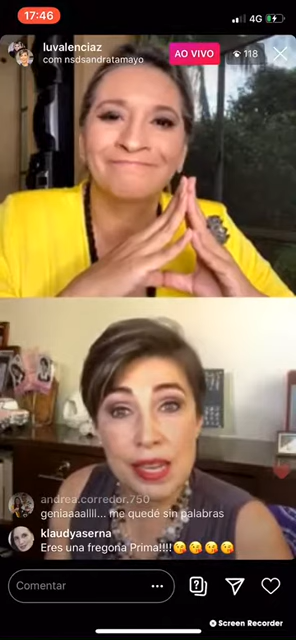 17:46
4G
luvalenciaz
com nsdsandratamayo
AO VIVO
118
andrea.corredor.750
geniaaaallll... me quedé sin palabras
klaudyaserna
Eres una fregona Prima!!!!😘😘😘😘
Comentar
Screen Recorder